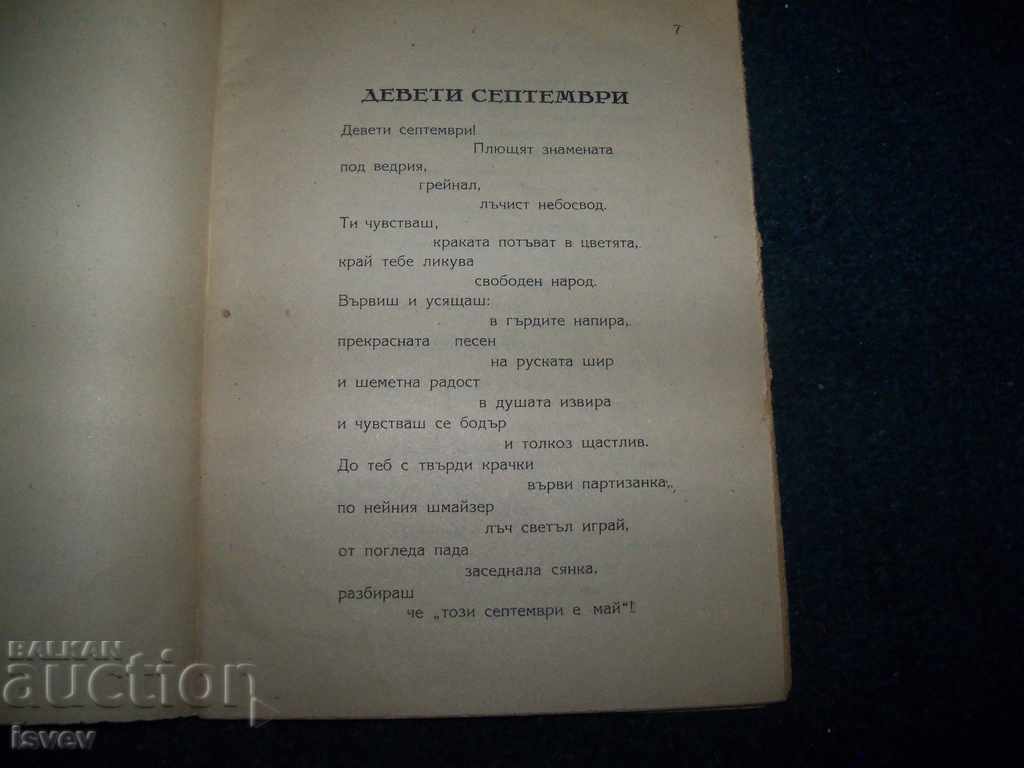 7
ДЕВЕТИ СЕПТЕМВРИ
Девети септември!
Плющят знамената
под ведрия,
грейнал,
лъчист небосвод.
Ти чувстваш,
краката потъват в цветята,
край тебе ликува
свободен народ.
Вървиш и усящаш:
в гърдите напира,
прекрасната песен
на руската шир
и шеметна радост
в душата извира
и чувстваш се бодър
и толкоз щастлив.
До теб с твърди крачки
върви партизанка,
по нейния шмайзер
лъч светъл играй,
от погледа пада
заседнала сянка,
разбираш
че „този септември е май“!
BALKAN
auction
isvev